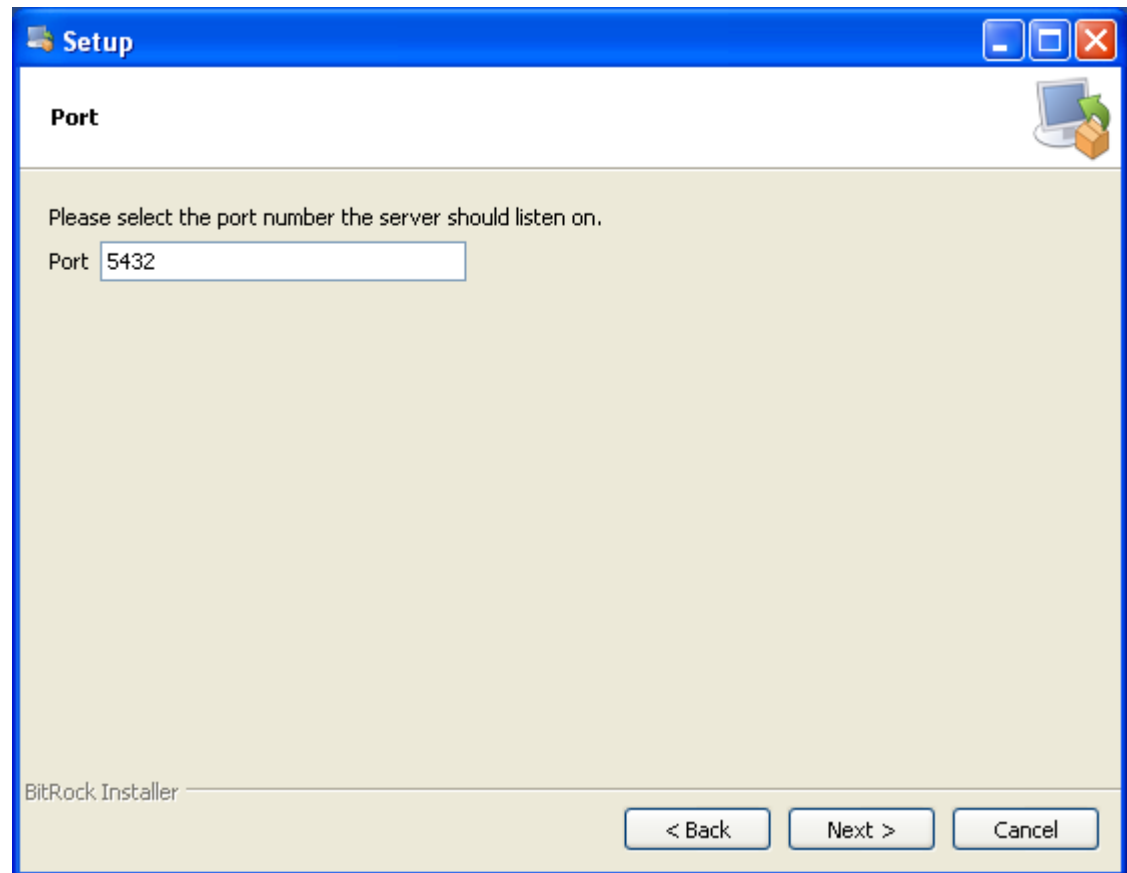 Setup
Port
Please select the port number the server should listen on.
Port 5432
BitRock Installer
< Back Next > Cancel